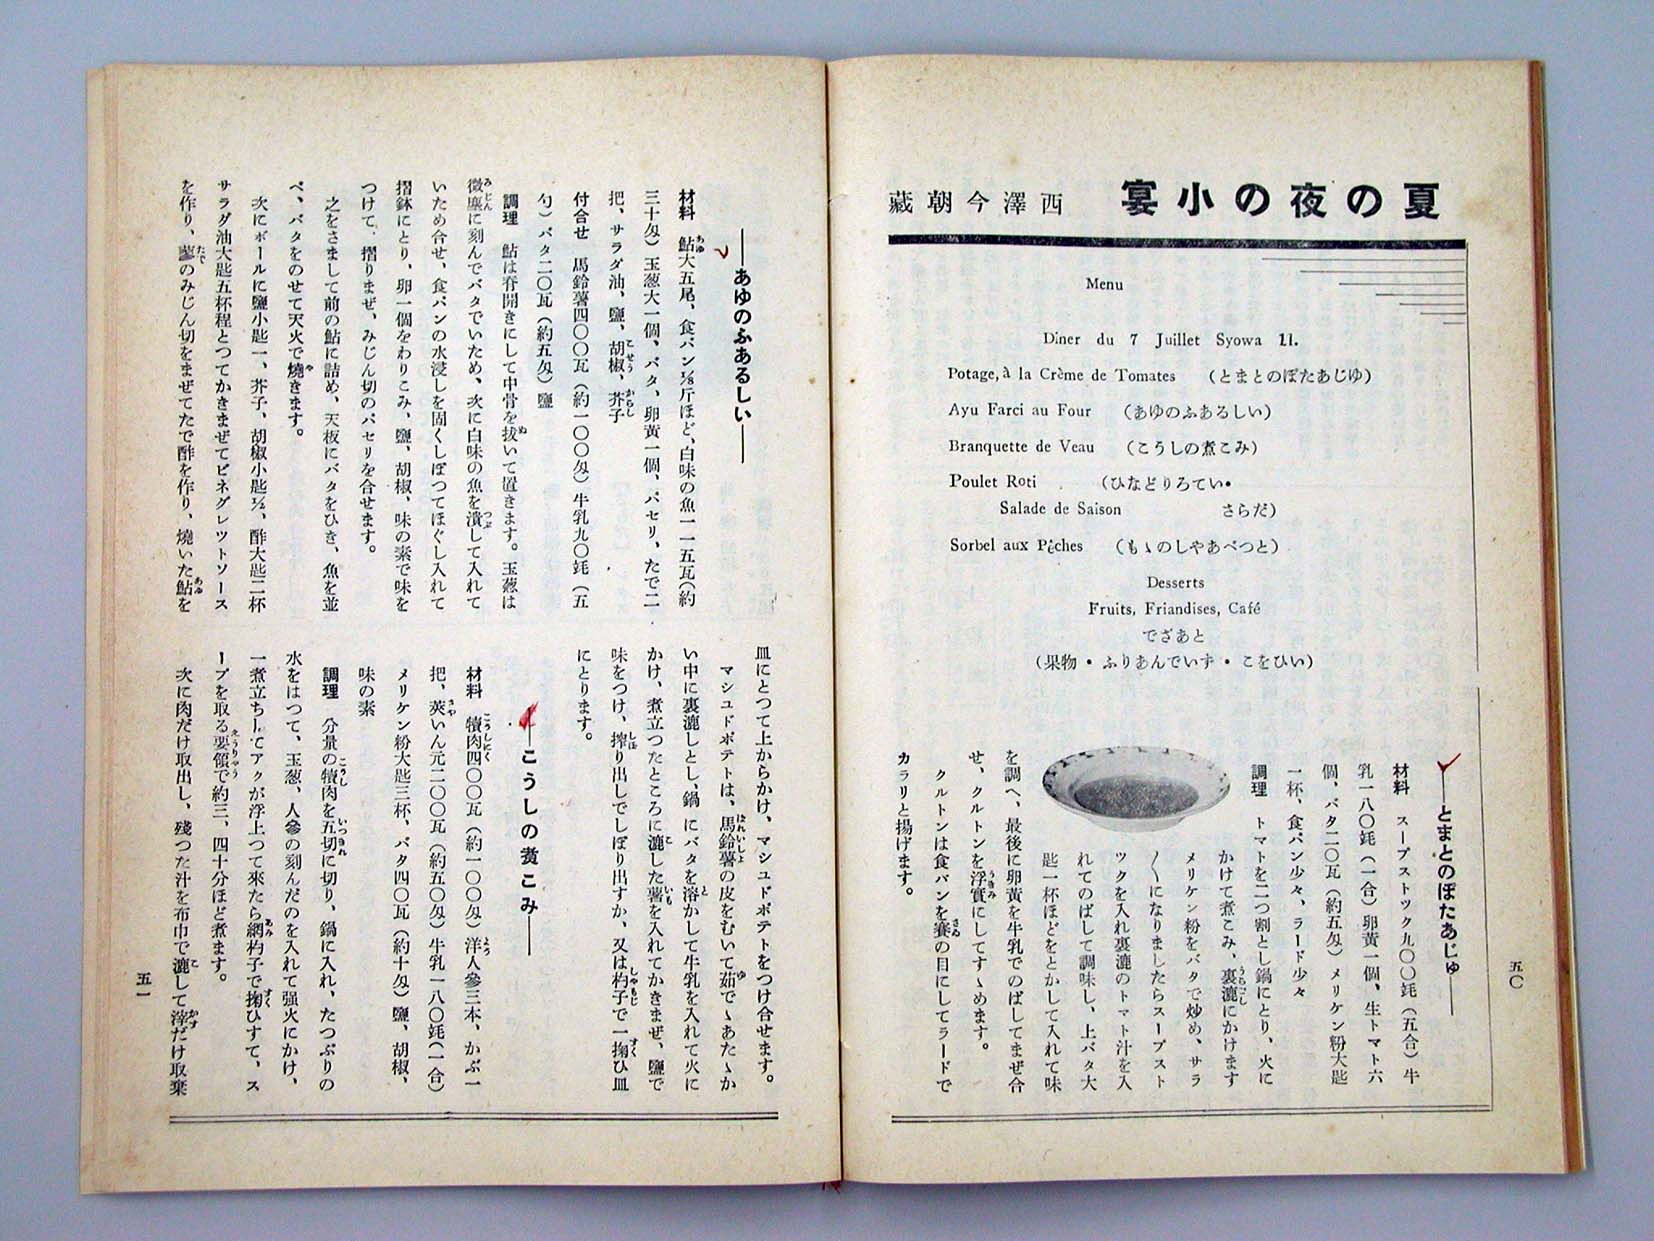 夏の夜の小宴　西澤今朝蔵
Menu
Diner du 7 Juillet Syowa 11.
Potage, à la Crème de Tomates （とまとのぽたあじゆ）
Ayu Farci au Four （あゆのふあるしい）
Branquette de Veau （こうしの煮こみ）
Poulet Roti （ひなどりろてい•
Salade de Saison さらだ）
Sorbel aux Pêches （もゝのしやあべつと）
Desserts
Fruits, Friandises, Café
でざあと
（果物・ふりあんでいず・こをひい）
―とまとのぽたあじゆ―
材料　スープストツク九〇〇竓（五合）牛
乳一八〇竓（一合）卵黄一個、生トマト六
個、バタ二〇瓦（約五匁）メリケン粉大匙
一杯、食パン少々、ラード少々
調理　トマトを二つ割とし鍋にとり、火に
かけて煮こみ、裏漉にかけます
メリケン粉をバタで炒め、サラ
〳〵になりましたらスープスト
ツクを入れ裏漉のトマト汁を入
れてのばして調味し、上バタ大
匙一杯ほどをとかして入れて味
を調へ、最後に卵黄を牛乳でのばしてまぜ合
せ、クルトンを浮實にしてすゝめます。
クルトンは食パンを賽の目にしてラードで
カラリと揚げます。
五〇
―あゆのふあるしい―
材料　鮎大五尾、食パン⅛斤ほど、白味の魚一一五瓦（約
三十匁）玉葱大一個、バタ、卵黄一個、パセリ、たで二
把、サラダ油、鹽、胡椒、芥子
付合せ　馬鈴薯四〇〇瓦（約一〇〇匁）牛乳九〇竓（五
勺）バタ二〇瓦（約五匁）鹽
調理　鮎は脊開きにして中骨を拔いて置きます。玉葱は
微塵に刻んでバタでいため、次に白味の魚を潰して入れて
いため合せ、食パンの水浸しを固くしぼつてほぐし入れて
摺鉢にとり、卵一個をわりこみ、鹽、胡椒、味の素で味を
つけて、摺りまぜ、みじん切のパセリを合せます。
之をさまして前の鮎に詰め、天板にバタをひき、魚を並
べ、バタをのせて天火で燒きます。
次にボールに鹽小匙一、芥子、胡椒小匙½、酢大匙二杯
サラダ油大匙五杯程とつてかきまぜてビネグレツトソース
を作り、蓼のみじん切をまぜてたで酢を作り、燒いた鮎を
皿にとつて上からかけ、マシユドポテトをつけ合せます。
マシユドポテトは、馬鈴薯の皮をむいて茹でゝあたゝか
い中に裏漉しとし、鍋にバタを溶かして牛乳を入れて火に
かけ、煮立つたところに漉した薯を入れてかきまぜ、鹽で
味をつけ、搾り出しでしぼり出すか、又は杓子で一掬ひ皿
にとります。
―こうしの煮こみ―
材料　犢肉四〇〇瓦（約一〇〇匁）洋人參三本、かぶ一
把、莢いん元二〇〇瓦（約五〇匁）牛乳一八〇竓（一合）
メリケン粉大匙三杯、バタ四〇瓦（約十匁）鹽、胡椒、
味の素
調理　分量の犢肉を五切に切り、鍋に入れ、たつぷりの
水をはつて、玉葱、人參の刻んだのを入れて强火にかけ、
一煮立ちしてアクが浮上つて來たら網杓子で掬ひすて、ス
ープを取る要領で約三、四十分ほど煮ます。
次に肉だけ取出し、殘つた汁を布巾で漉して滓だけ取棄
五一